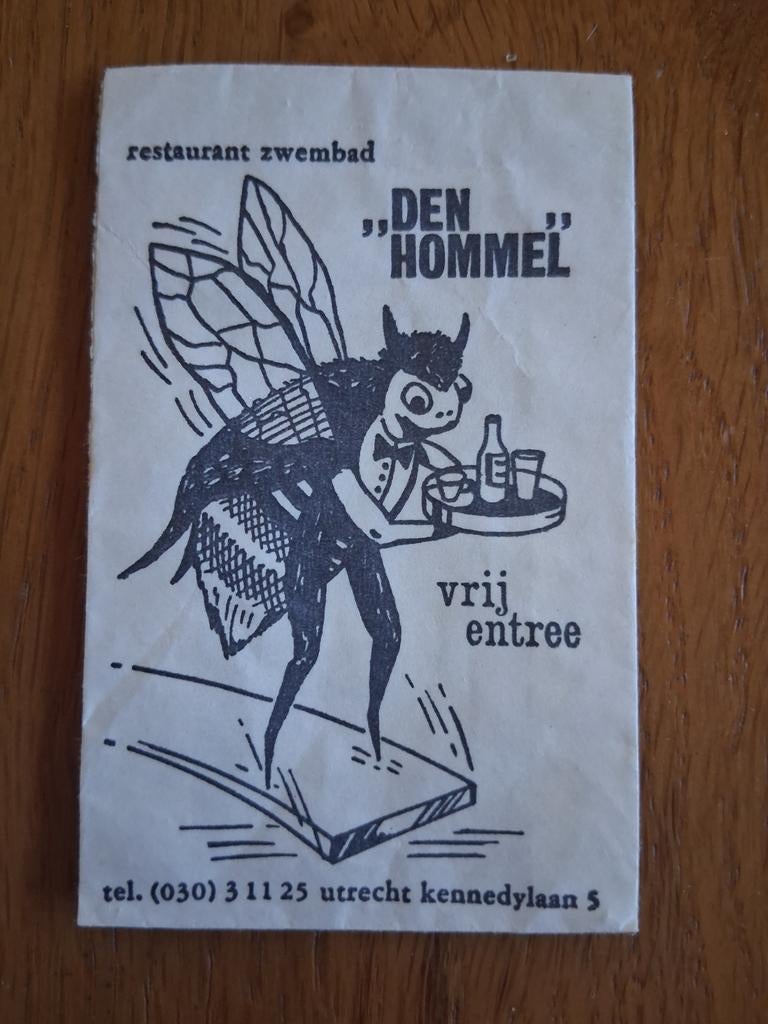 restaurant zwembad
,,DEN ,,
HOMMEL
vrij
entree
tel. (030) 3 11 25 utrecht kennedylaan 5